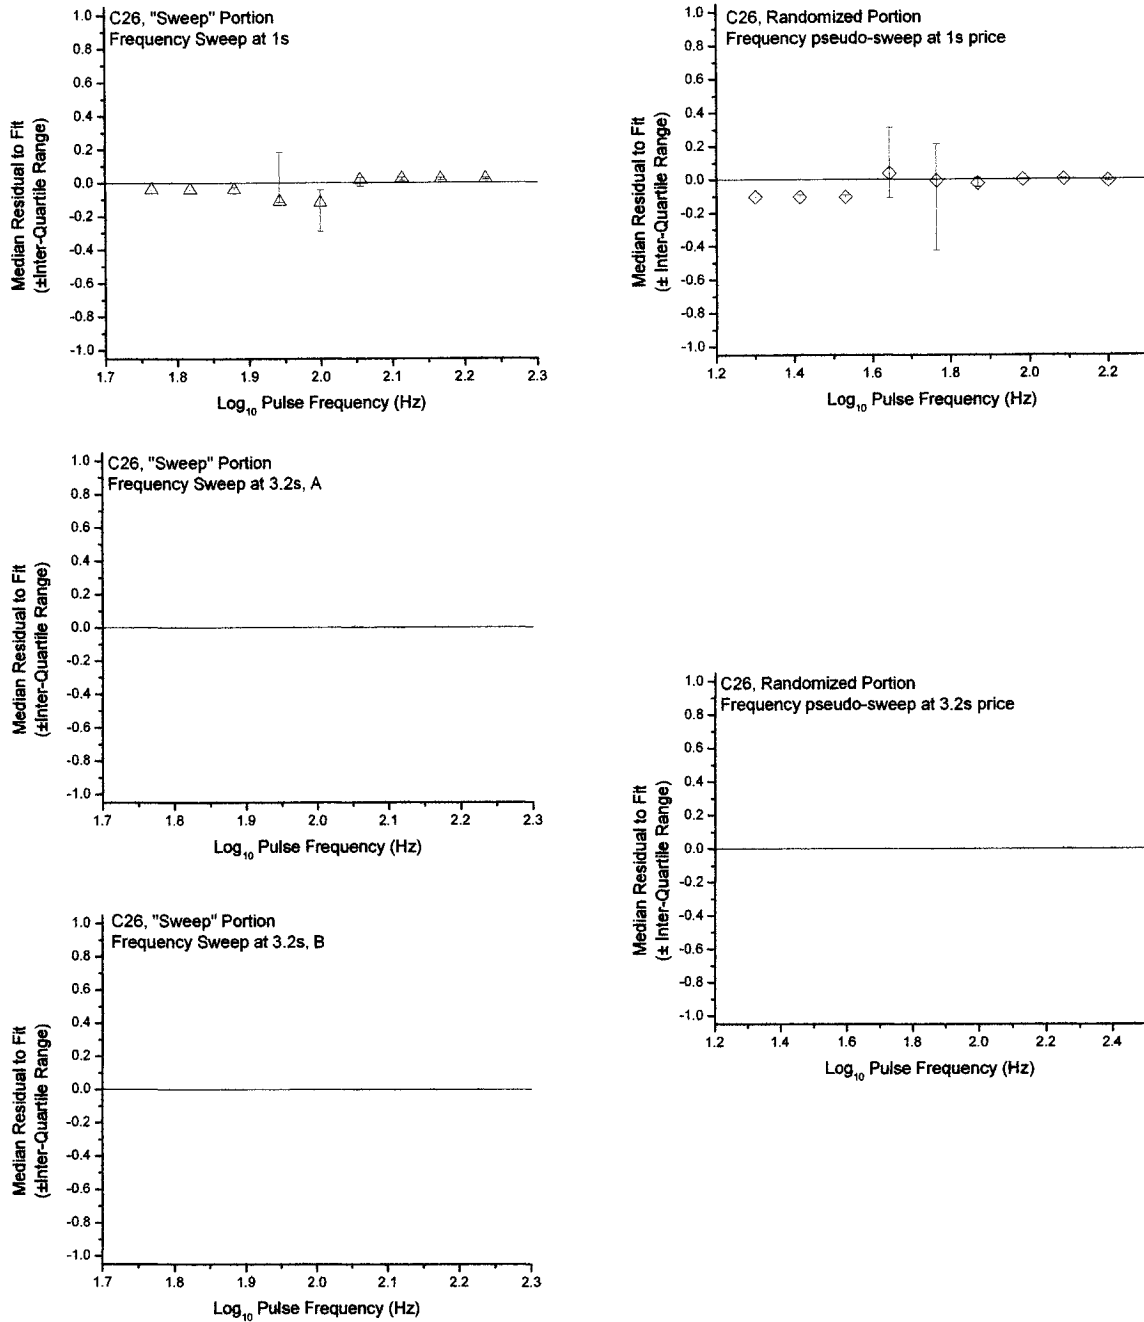 C26, "Sweep" Portion
Frequency Sweep at 1s
1.0
0.8
0.6
0.4
0.2
0.0
-0.2
-0.4
-0.6
-0.8
-1.0
Median Residual to Fit
(±Inter-Quartile Range)
1.7 1.8 1.9 2.0 2.1 2.2 2.3
Log10 Pulse Frequency (Hz)
C26, Randomized Portion
Frequency pseudo-sweep at 1s price
1.0
0.8
0.6
0.4
0.2
0.0
-0.2
-0.4
-0.6
-0.8
-1.0
Median Residual to Fit
(± Inter-Quartile Range)
1.2 1.4 1.6 1.8 2.0 2.2
Log10 Pulse Frequency (Hz)
C26, "Sweep" Portion
Frequency Sweep at 3.2s, A
1.0
0.8
0.6
0.4
0.2
0.0
-0.2
-0.4
-0.6
-0.8
-1.0
Median Residual to Fit
(±Inter-Quartile Range)
1.7 1.8 1.9 2.0 2.1 2.2 2.3
Log10 Pulse Frequency (Hz)
C26, Randomized Portion
Frequency pseudo-sweep at 3.2s price
1.0
0.8
0.6
0.4
0.2
0.0
-0.2
-0.4
-0.6
-0.8
-1.0
Median Residual to Fit
(± Inter-Quartile Range)
1.2 1.4 1.6 1.8 2.0 2.2 2.4
Log10 Pulse Frequency (Hz)
C26, "Sweep" Portion
Frequency Sweep at 3.2s, B
1.0
0.8
0.6
0.4
0.2
0.0
-0.2
-0.4
-0.6
-0.8
-1.0
Median Residual to Fit
(±Inter-Quartile Range)
1.7 1.8 1.9 2.0 2.1 2.2 2.3
Log10 Pulse Frequency (Hz)